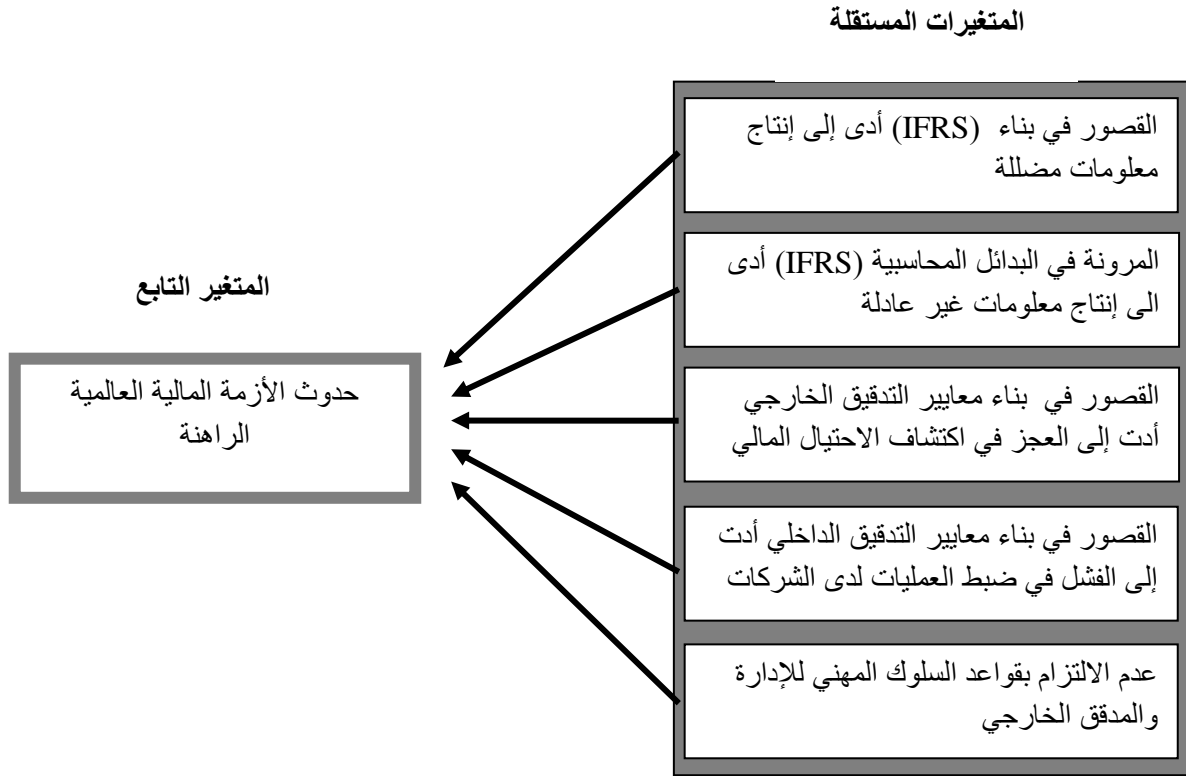 المتغيرات المستقلة
القصور في بناء (IFRS) أدى إلى إنتاج
معلومات مضللة
المرونة في البدائل المحاسبية (IFRS) أدى
الى إنتاج معلومات غير عادلة
القصور في بناء معايير التدقيق الخارجي
أدت إلى العجز في اكتشاف الاحتيال المالي
القصور في بناء معايير التدقيق الداخلي أدت
إلى الفشل في ضبط العمليات لدى الشركات
عدم الالتزام بقواعد السلوك المهني للإدارة
والمدقق الخارجي
المتغير التابع
حدوث الأزمة المالية العالمية
الراهنة